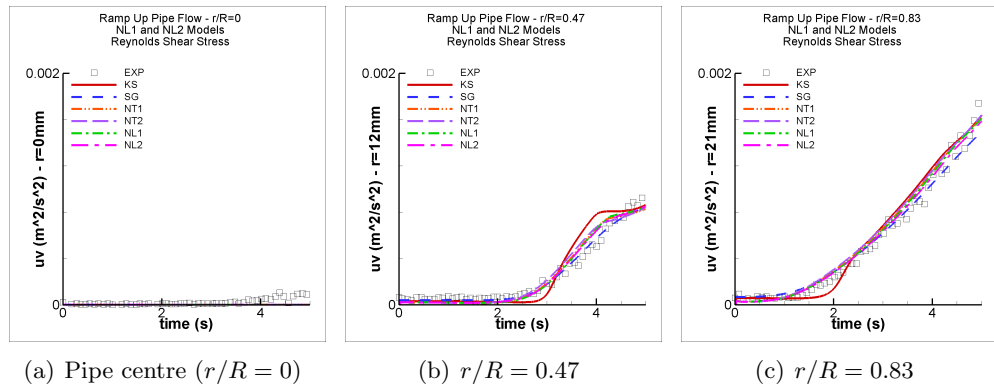 Ramp Up Pipe Flow - r/R=0
NL1 and NL2 Models
Reynolds Shear Stress
0.002
EXP
KS
SG
NT1
NT2
NL1
NL2
uv (m^2/s^2) - r=0mm
0
0 2 4
time (s)
(a) Pipe centre (r/R = 0)
Ramp Up Pipe Flow - r/R=0.47
NL1 and NL2 Models
Reynolds Shear Stress
0.002
EXP
KS
SG
NT1
NT2
NL1
NL2
uv (m^2/s^2) - r=12mm
0
0 2 4
time (s)
(b) r/R = 0.47
Ramp Up Pipe Flow - r/R=0.83
NL1 and NL2 Models
Reynolds Shear Stress
0.002
EXP
KS
SG
NT1
NT2
NL1
NL2
uv (m^2/s^2) - r=21mm
0
0 2 4
time (s)
(c) r/R = 0.83